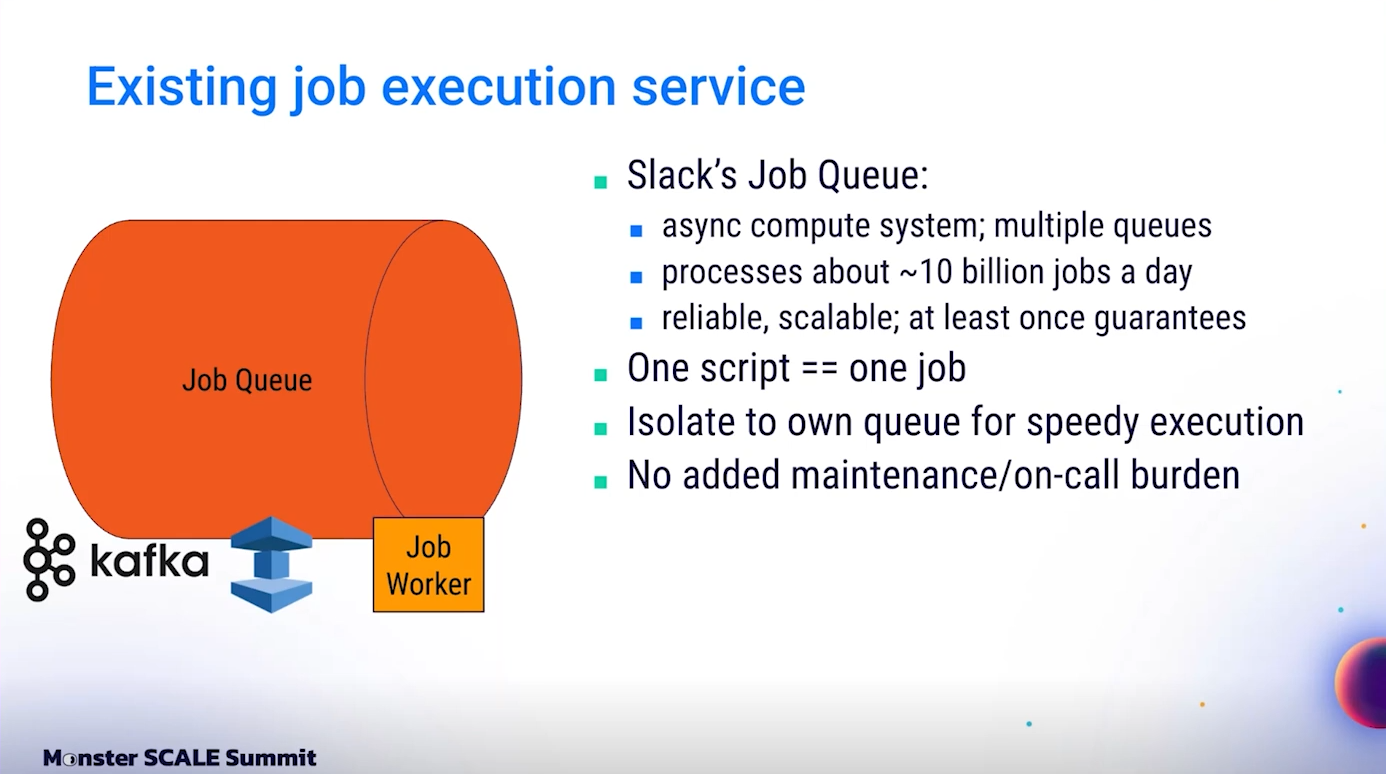 Existing job execution service
Slack's Job Queue:
async compute system; multiple queues
processes about ~10 billion jobs a day
reliable, scalable; at least once guarantees
One script == one job
Isolate to own queue for speedy execution
No added maintenance/on-call burden
Job Queue
kafka
Job
Worker
Monster SCALE Summit